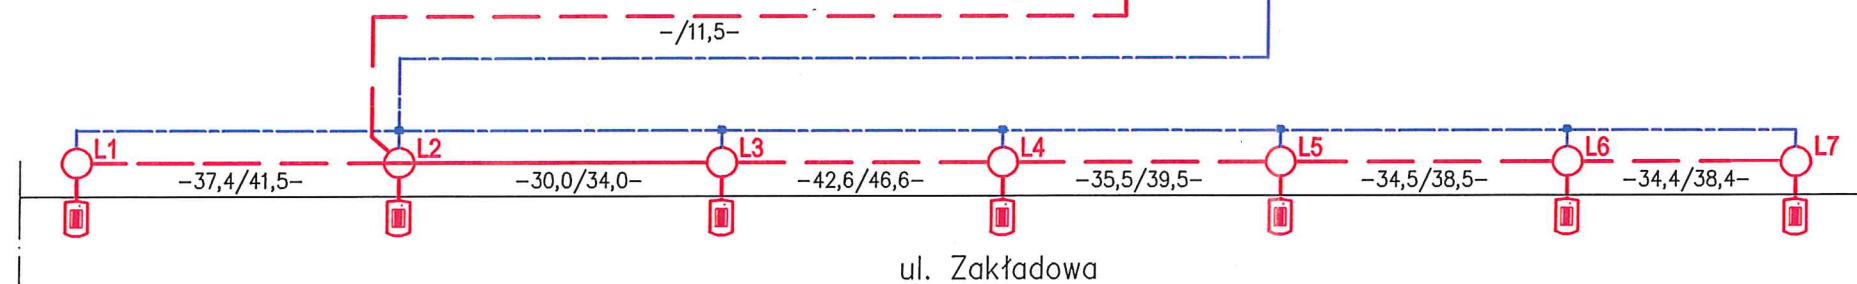 -/11,5-
L1 L2 L3 L4 L5 L6 L7
-37,4/41,5- -30,0/34,0- -42,6/46,6- -35,5/39,5- -34,5/38,5- -34,4/38,4-
ul. Zakładowa